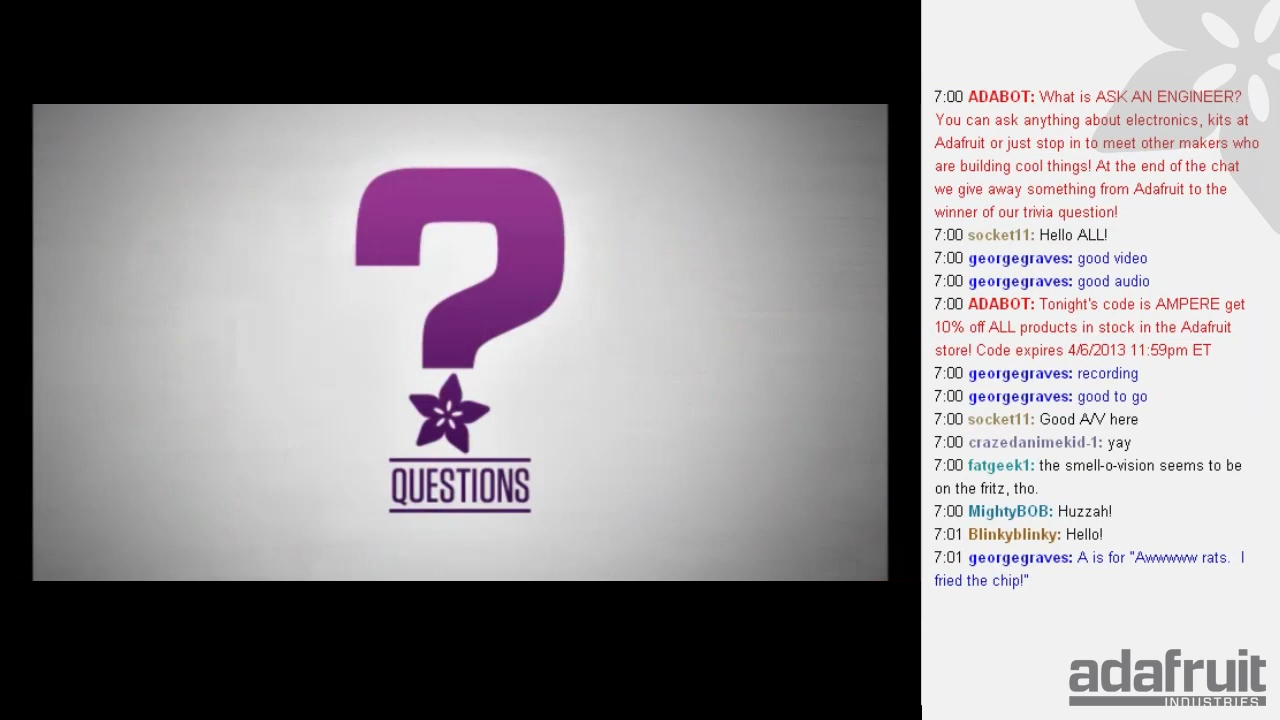 ?
QUESTIONS
7:00 ADABOT: What is ASK AN ENGINEER?
You can ask anything about electronics, kits at
Adafruit or just stop in to meet other makers who
are building cool things! At the end of the chat
we give away something from Adafruit to the
winner of our trivia question!
7:00 socket11: Hello ALL!
7:00 georgegraves: good video
7:00 georgegraves: good audio
7:00 ADABOT: Tonight's code is AMPERE get
10% off ALL products in stock in the Adafruit
store! Code expires 4/6/2013 11:59pm ET
7:00 georgegraves: recording
7:00 georgegraves: good to go
7:00 socket11: Good A/V here
7:00 crazedanimekid-1: yay
7:00 fatgeek1: the smell-o-vision seems to be
on the fritz, tho.
7:00 MightyBOB: Huzzah!
7:01 Blinkyblinky: Hello!
7:01 georgegraves: A is for "Awwwww rats. I
fried the chip!"
adafruit
INDUSTRIES